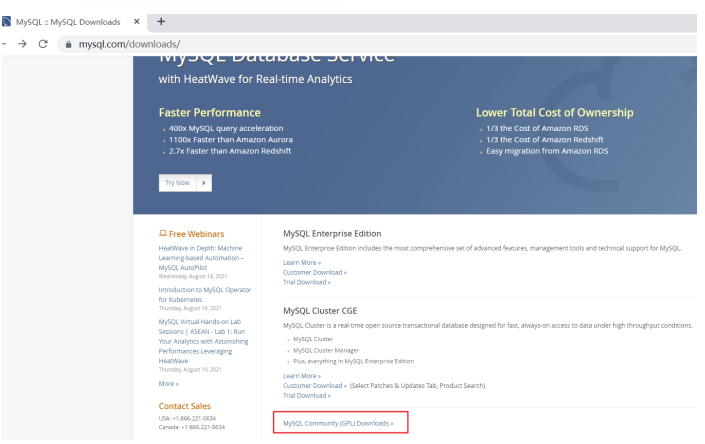 MySQL :: MySQL Downloads × +
mysql.com/downloads/
MySQL Database Service
with HeatWave for Real-time Analytics
Faster Performance
400x MySQL query acceleration
1100x Faster than Amazon Aurora
2.7x Faster than Amazon Redshift
Lower Total Cost of Ownership
1/3 the Cost of Amazon RDS
1/3 the Cost of Amazon Redshift
Easy migration from Amazon RDS
Try Now
Free Webinars
HeatWave in Depth: Machine
Learning-based Automation –
MySQL AutoPilot
Wednesday, August 18, 2021
Introduction to MySQL Operator
for Kubernetes
Thursday, August 19, 2021
MySQL Virtual Hands-on Lab
Sessions | ASEAN - Lab 1: Run
Your Analytics with Astonishing
Performances Leveraging
HeatWave
Thursday, August 19, 2021
More »
Contact Sales
USA: +1-866-221-0634
Canada: +1-866-221-0634
MySQL Enterprise Edition
MySQL Enterprise Edition includes the most comprehensive set of advanced features, management tools and technical support for MySQL.
Learn More »
Customer Download »
Trial Download »
MySQL Cluster CGE
MySQL Cluster is a real-time open source transactional database designed for fast, always-on access to data under high throughput conditions.
MySQL Cluster
MySQL Cluster Manager
Plus, everything in MySQL Enterprise Edition
Learn More »
Customer Download » (Select Patches & Updates Tab, Product Search)
Trial Download »
MySQL Community (GPL) Downloads »